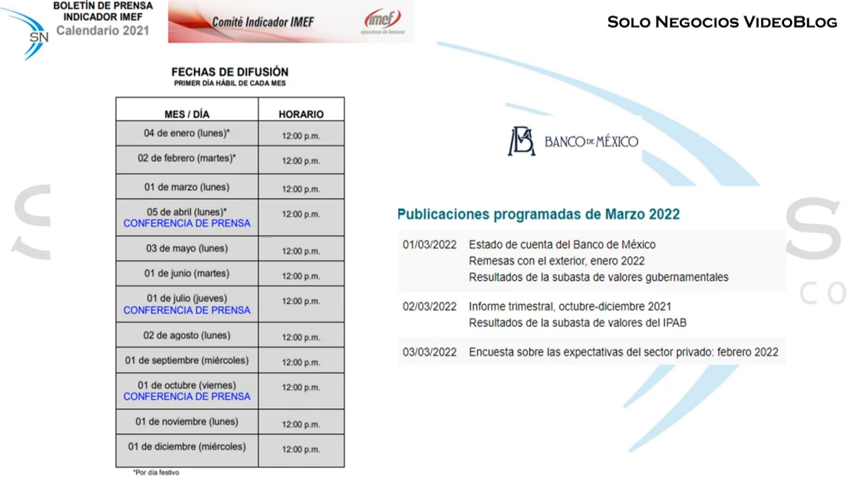 BOLETÍN DE PRENSA
INDICADOR IMEF
Calendario 2021
SN
Comité Indicador IMEF
imef
ejecutivos de finanzas
SOLO NEGOCIOS VIDEOBLOG
FECHAS DE DIFUSIÓN
PRIMER DÍA HÁBIL DE CADA MES
MES / DÍA HORARIO
04 de enero (lunes)* 12:00 p.m.
02 de febrero (martes)* 12:00 p.m.
01 de marzo (lunes) 12:00 p.m.
05 de abril (lunes)* 12:00 p.m.
CONFERENCIA DE PRENSA
03 de mayo (lunes) 12:00 p.m.
01 de junio (martes) 12:00 p.m.
01 de julio (jueves) 12:00 p.m.
CONFERENCIA DE PRENSA
02 de agosto (lunes) 12:00 p.m.
01 de septiembre (miércoles) 12:00 p.m.
01 de octubre (viernes) 12:00 p.m.
CONFERENCIA DE PRENSA
01 de noviembre (lunes) 12:00 p.m.
01 de diciembre (miércoles) 12:00 p.m.
*Por día festivo
BANCO DE MÉXICO
Publicaciones programadas de Marzo 2022
01/03/2022 Estado de cuenta del Banco de México
Remesas con el exterior, enero 2022
Resultados de la subasta de valores gubernamentales
02/03/2022 Informe trimestral, octubre-diciembre 2021
Resultados de la subasta de valores del IPAB
03/03/2022 Encuesta sobre las expectativas del sector privado: febrero 2022
S
S
CO